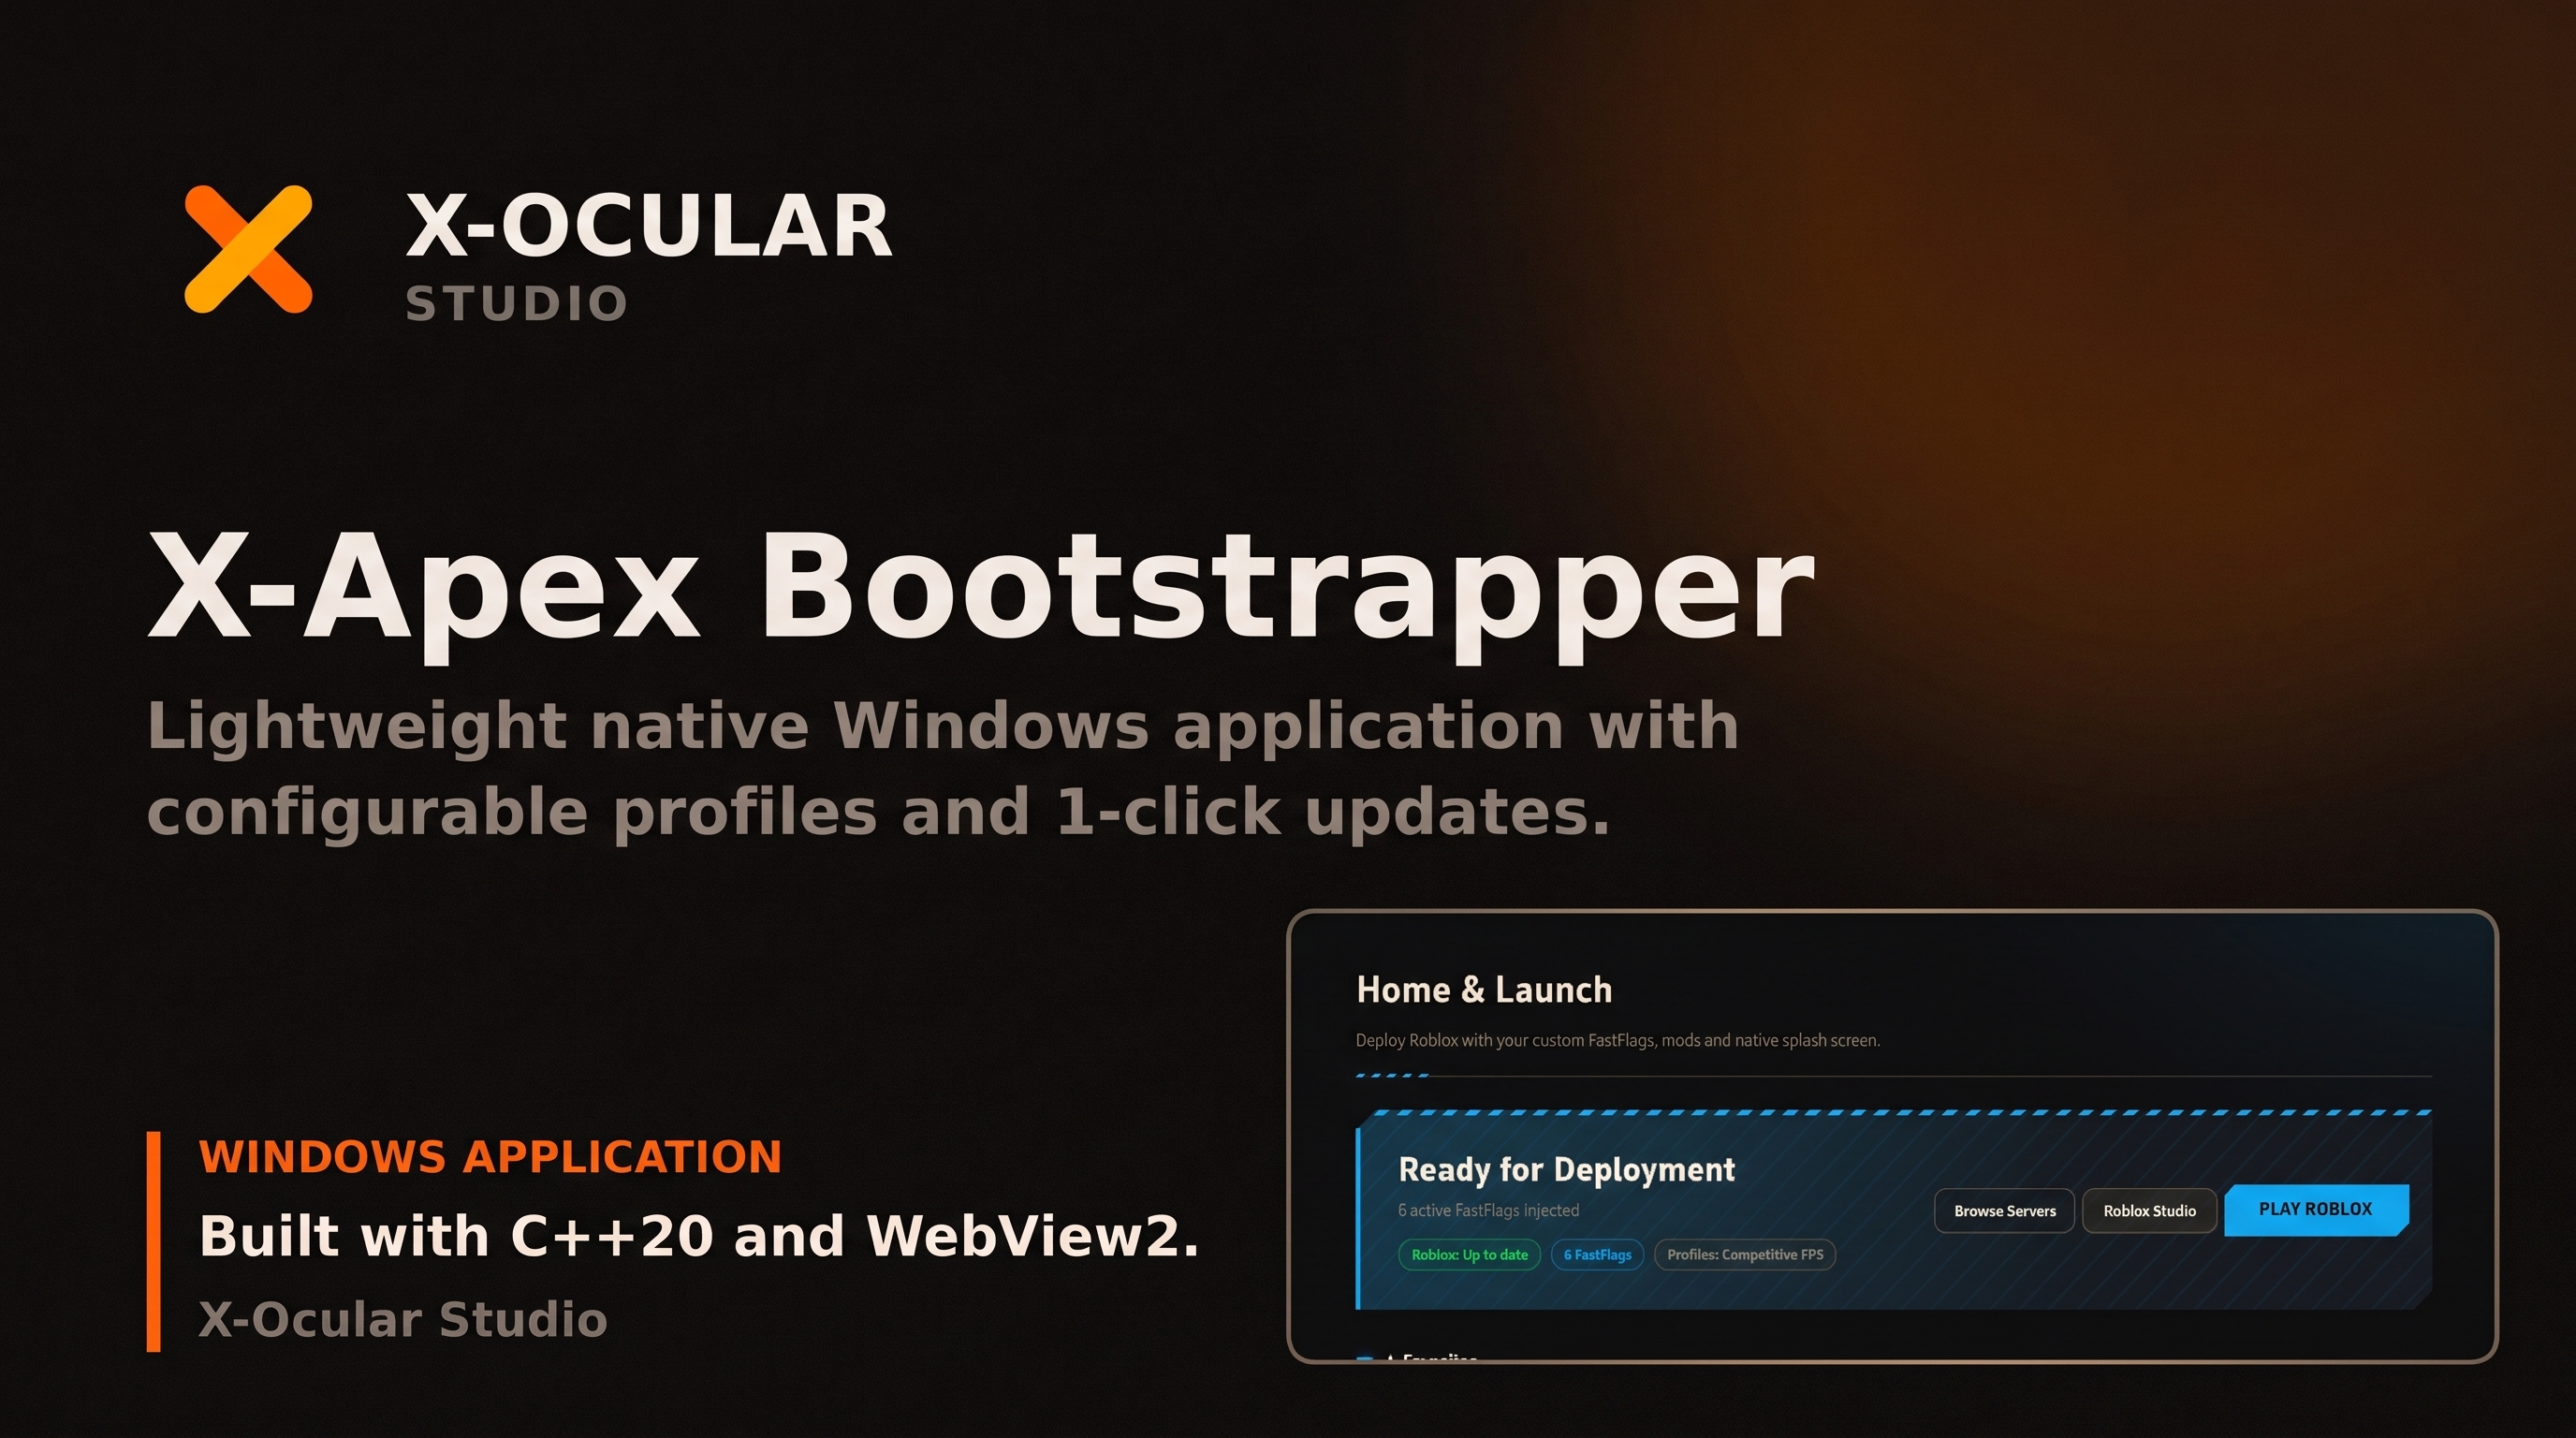 X-OCULAR
STUDIO
X-Apex Bootstrapper
Lightweight native Windows application with
configurable profiles and 1-click updates.
WINDOWS APPLICATION
Built with C++20 and WebView2.
X-Ocular Studio
Home & Launch
Deploy Roblox with your custom FastFlags, mods and native splash screen.
Ready for Deployment
6 active FastFlags injected
Roblox: Up to date
6 FastFlags
Profiles: Competitive FPS
Browse Servers
Roblox Studio
PLAY ROBLOX